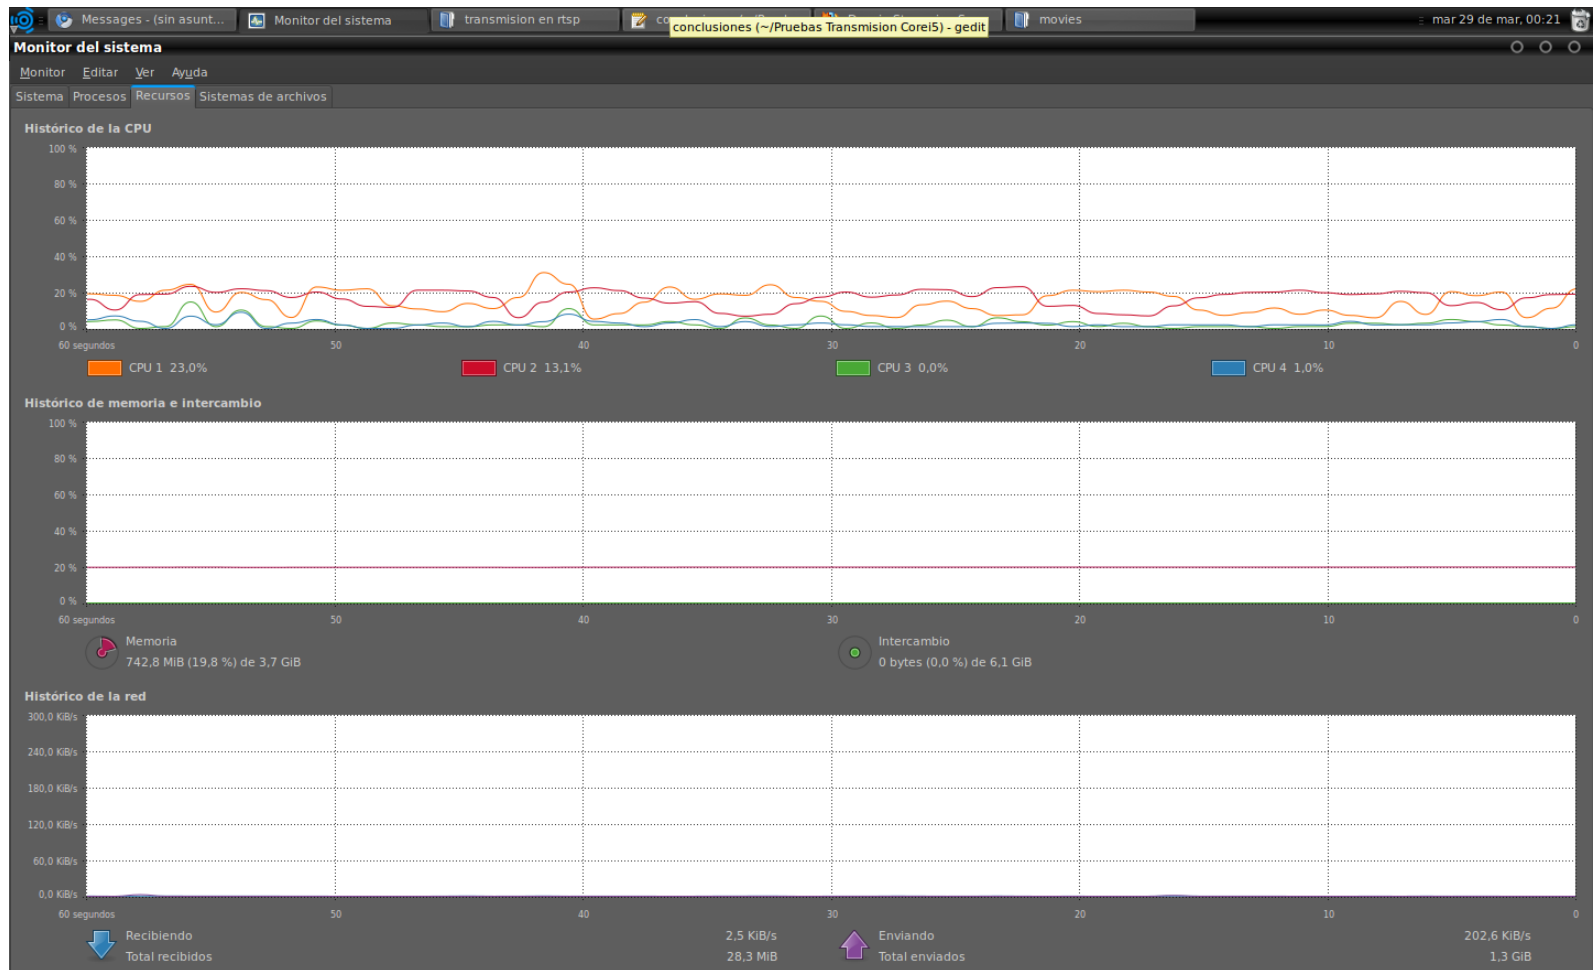 Messages - (sin asunt...
Monitor del sistema
transmision en rtsp
movies
mar 29 de mar, 00:21
conclusiones (~/Pruebas Transmision Corei5) - gedit
Monitor del sistema
Monitor Editar Ver Ayuda
Sistema Procesos Recursos Sistemas de archivos
Histórico de la CPU
100 %
80 %
60 %
40 %
20 %
0 %
60 segundos 50 40 30 20 10 0
CPU 1 23,0% CPU 2 13,1% CPU 3 0,0% CPU 4 1,0%
Histórico de memoria e intercambio
100 %
80 %
60 %
40 %
20 %
0 %
60 segundos 50 40 30 20 10 0
Memoria
742,8 MiB (19,8 %) de 3,7 GiB
Intercambio
0 bytes (0,0 %) de 6,1 GiB
Histórico de la red
300,0 KiB/s
240,0 KiB/s
180,0 KiB/s
120,0 KiB/s
60,0 KiB/s
0,0 KiB/s
60 segundos 50 40 30 20 10 0
Recibiendo 2,5 KiB/s
Total recibidos 28,3 MiB
Enviando 202,6 KiB/s
Total enviados 1,3 GiB